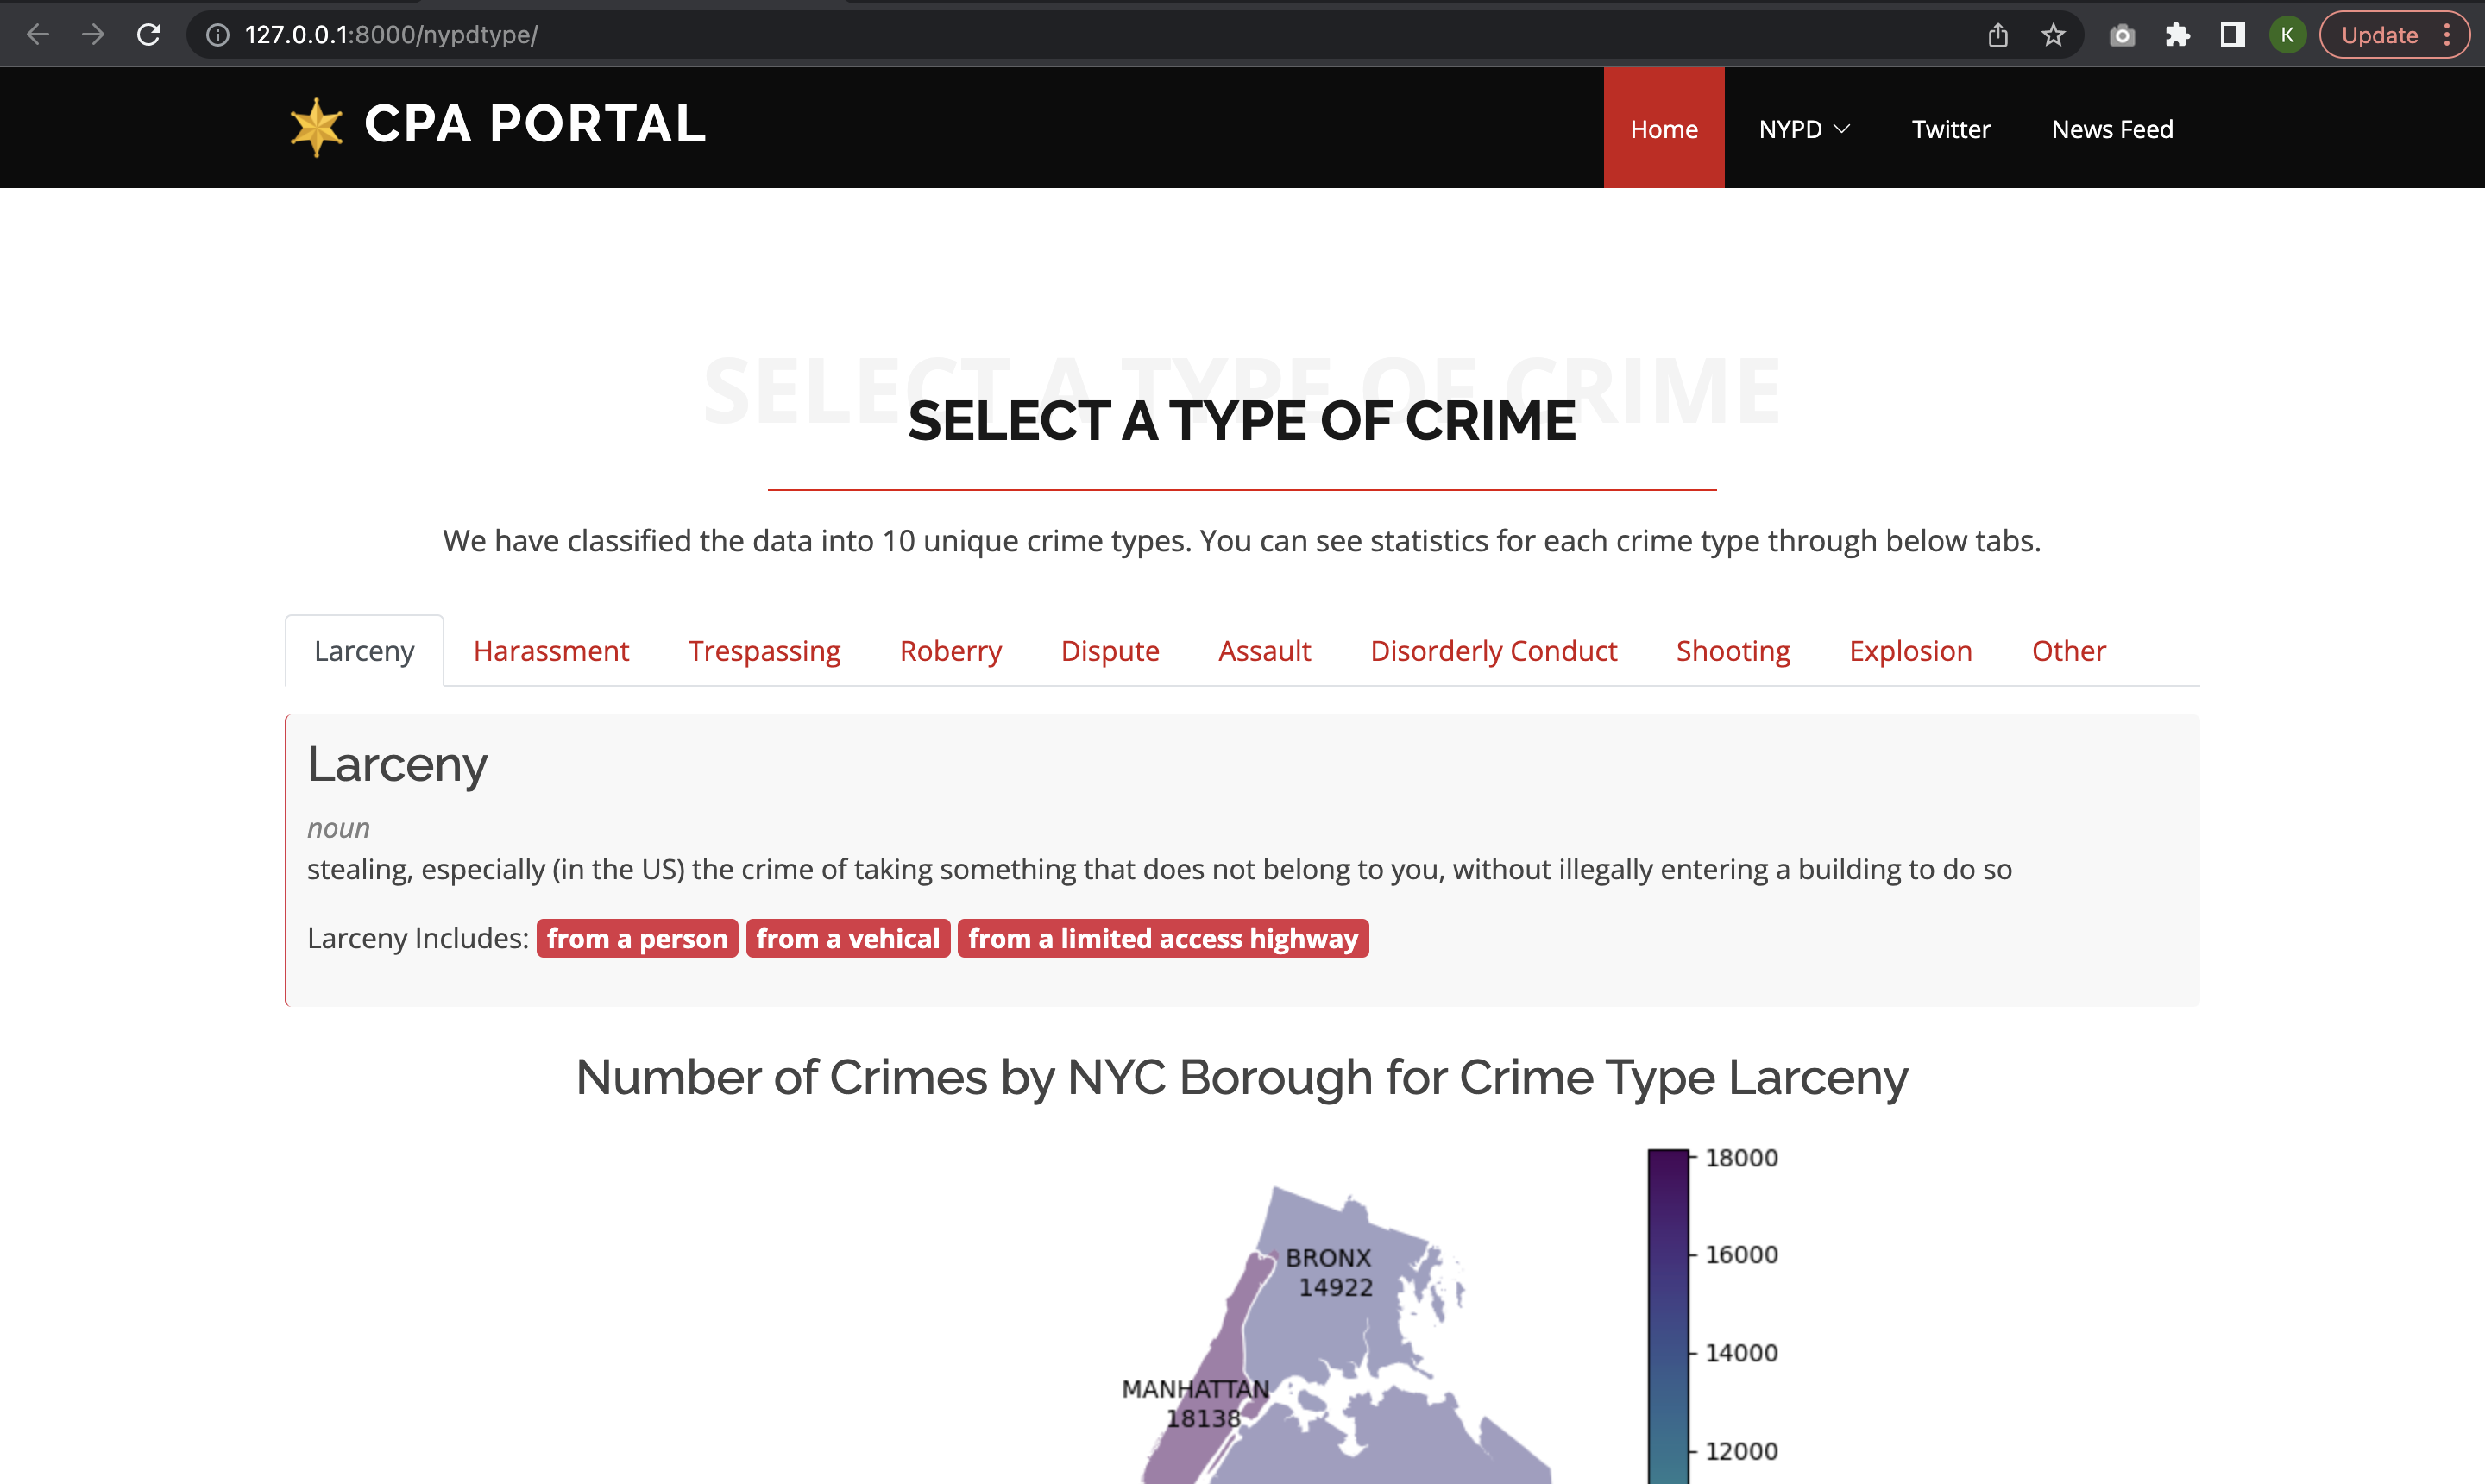 127.0.0.1:8000/nypdtype/
K
Update
CPA PORTAL
Home
NYPD
Twitter
News Feed
SELECT A TYPE OF CRIME
SELECT A TYPE OF CRIME
We have classified the data into 10 unique crime types. You can see statistics for each crime type through below tabs.
Larceny
Harassment
Trespassing
Roberry
Dispute
Assault
Disorderly Conduct
Shooting
Explosion
Other
Larceny
noun
stealing, especially (in the US) the crime of taking something that does not belong to you, without illegally entering a building to do so
Larceny Includes: from a person from a vehical from a limited access highway
Number of Crimes by NYC Borough for Crime Type Larceny
18000
16000
14000
12000
BRONX
14922
MANHATTAN
18138